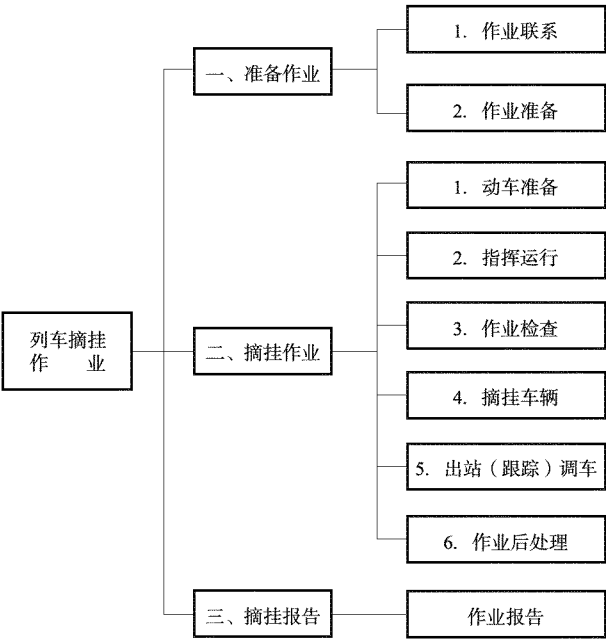 列车摘挂
作　　业
一、准备作业
1. 作业联系
2. 作业准备
二、摘挂作业
1. 动车准备
2. 指挥运行
3. 作业检查
4. 摘挂车辆
5. 出站（跟踪）调车
6. 作业后处理
三、摘挂报告
作业报告